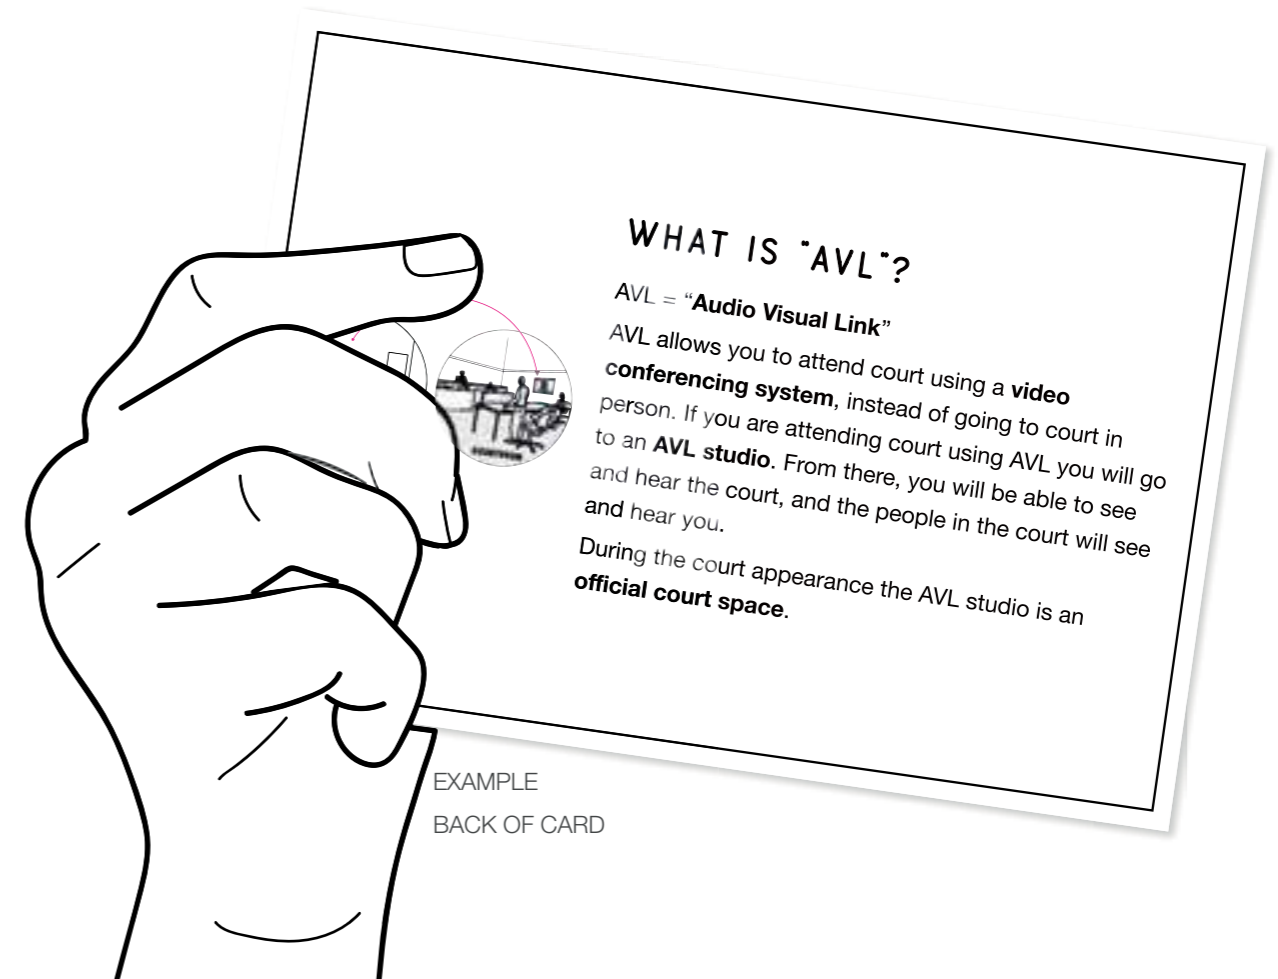 WHAT IS "AVL"?
AVL = “Audio Visual Link”
AVL allows you to attend court using a video
conferencing system, instead of going to court in
person. If you are attending court using AVL you will go
to an AVL studio. From there, you will be able to see
and hear the court, and the people in the court will see
and hear you.
During the court appearance the AVL studio is an
official court space.
COURTROOM
EXAMPLE
BACK OF CARD